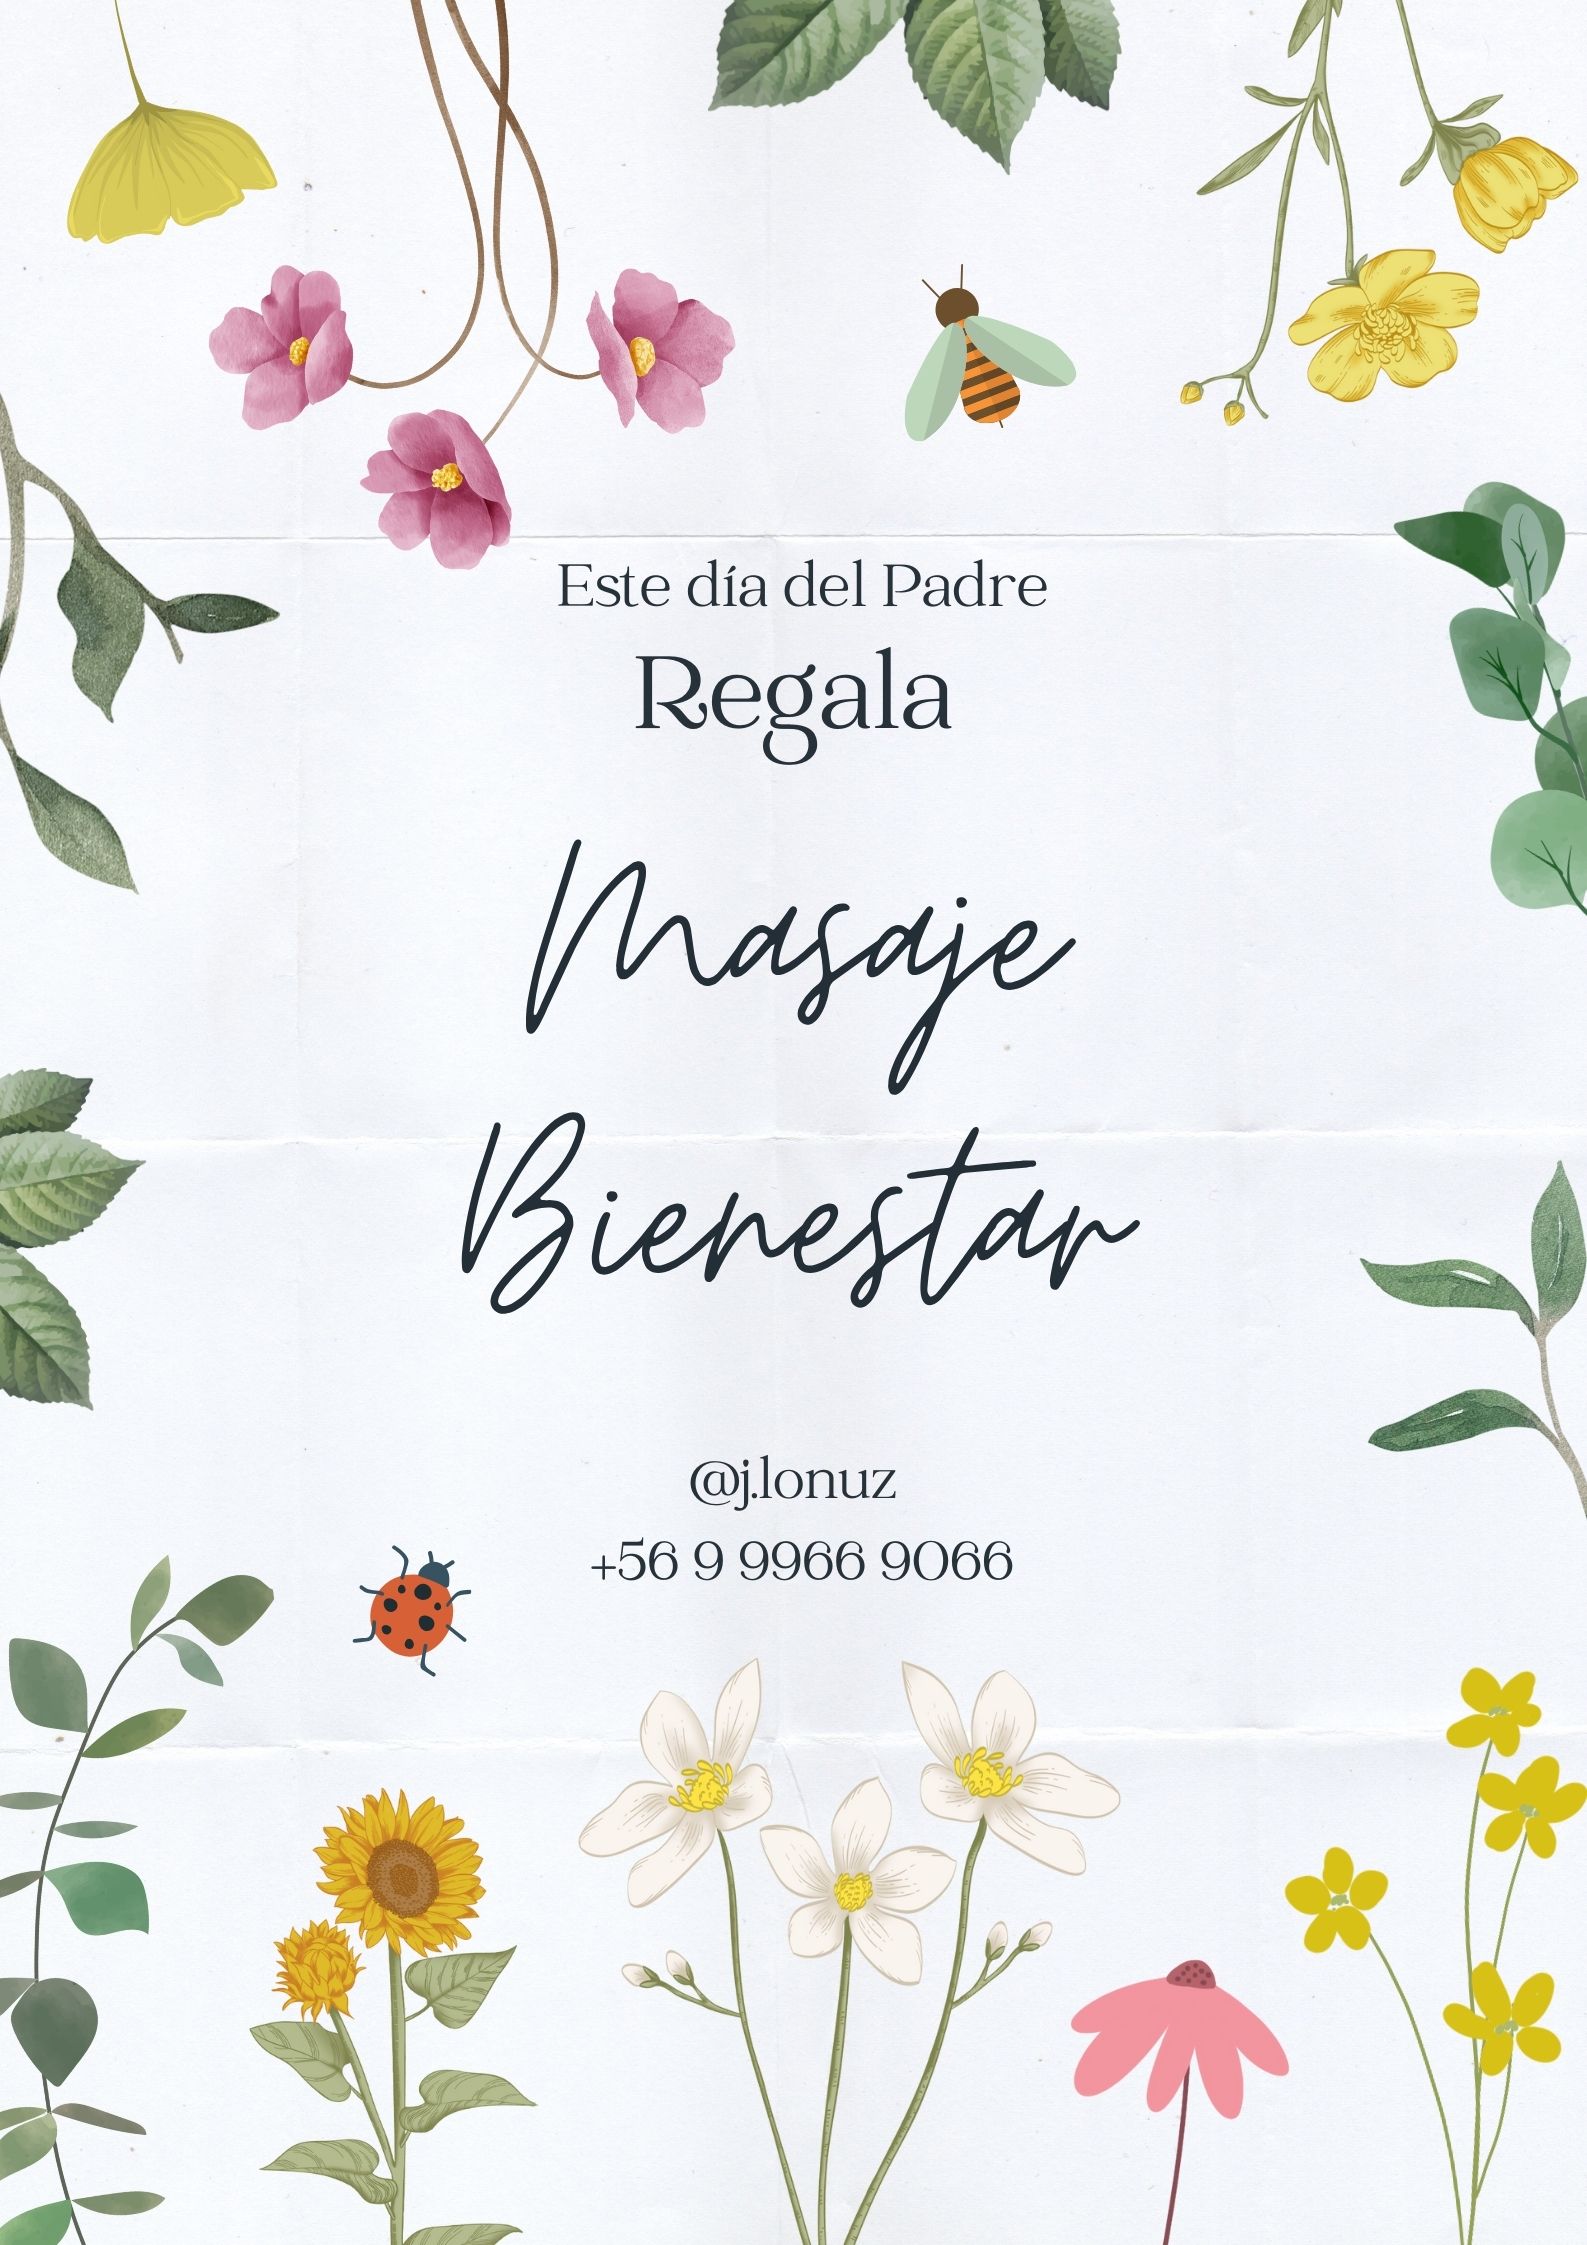 Este día del Padre
Regala
Masaje
Bienestar
@j.lonuz
+56 9 9966 9066